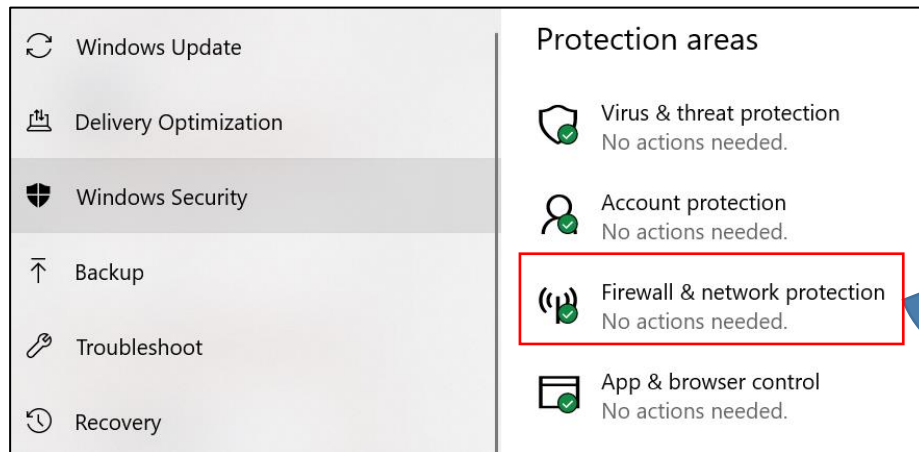 Windows Update
Delivery Optimization
Windows Security
Backup
Troubleshoot
Recovery
Protection areas
Virus & threat protection
No actions needed.
Account protection
No actions needed.
Firewall & network protection
No actions needed.
App & browser control
No actions needed.